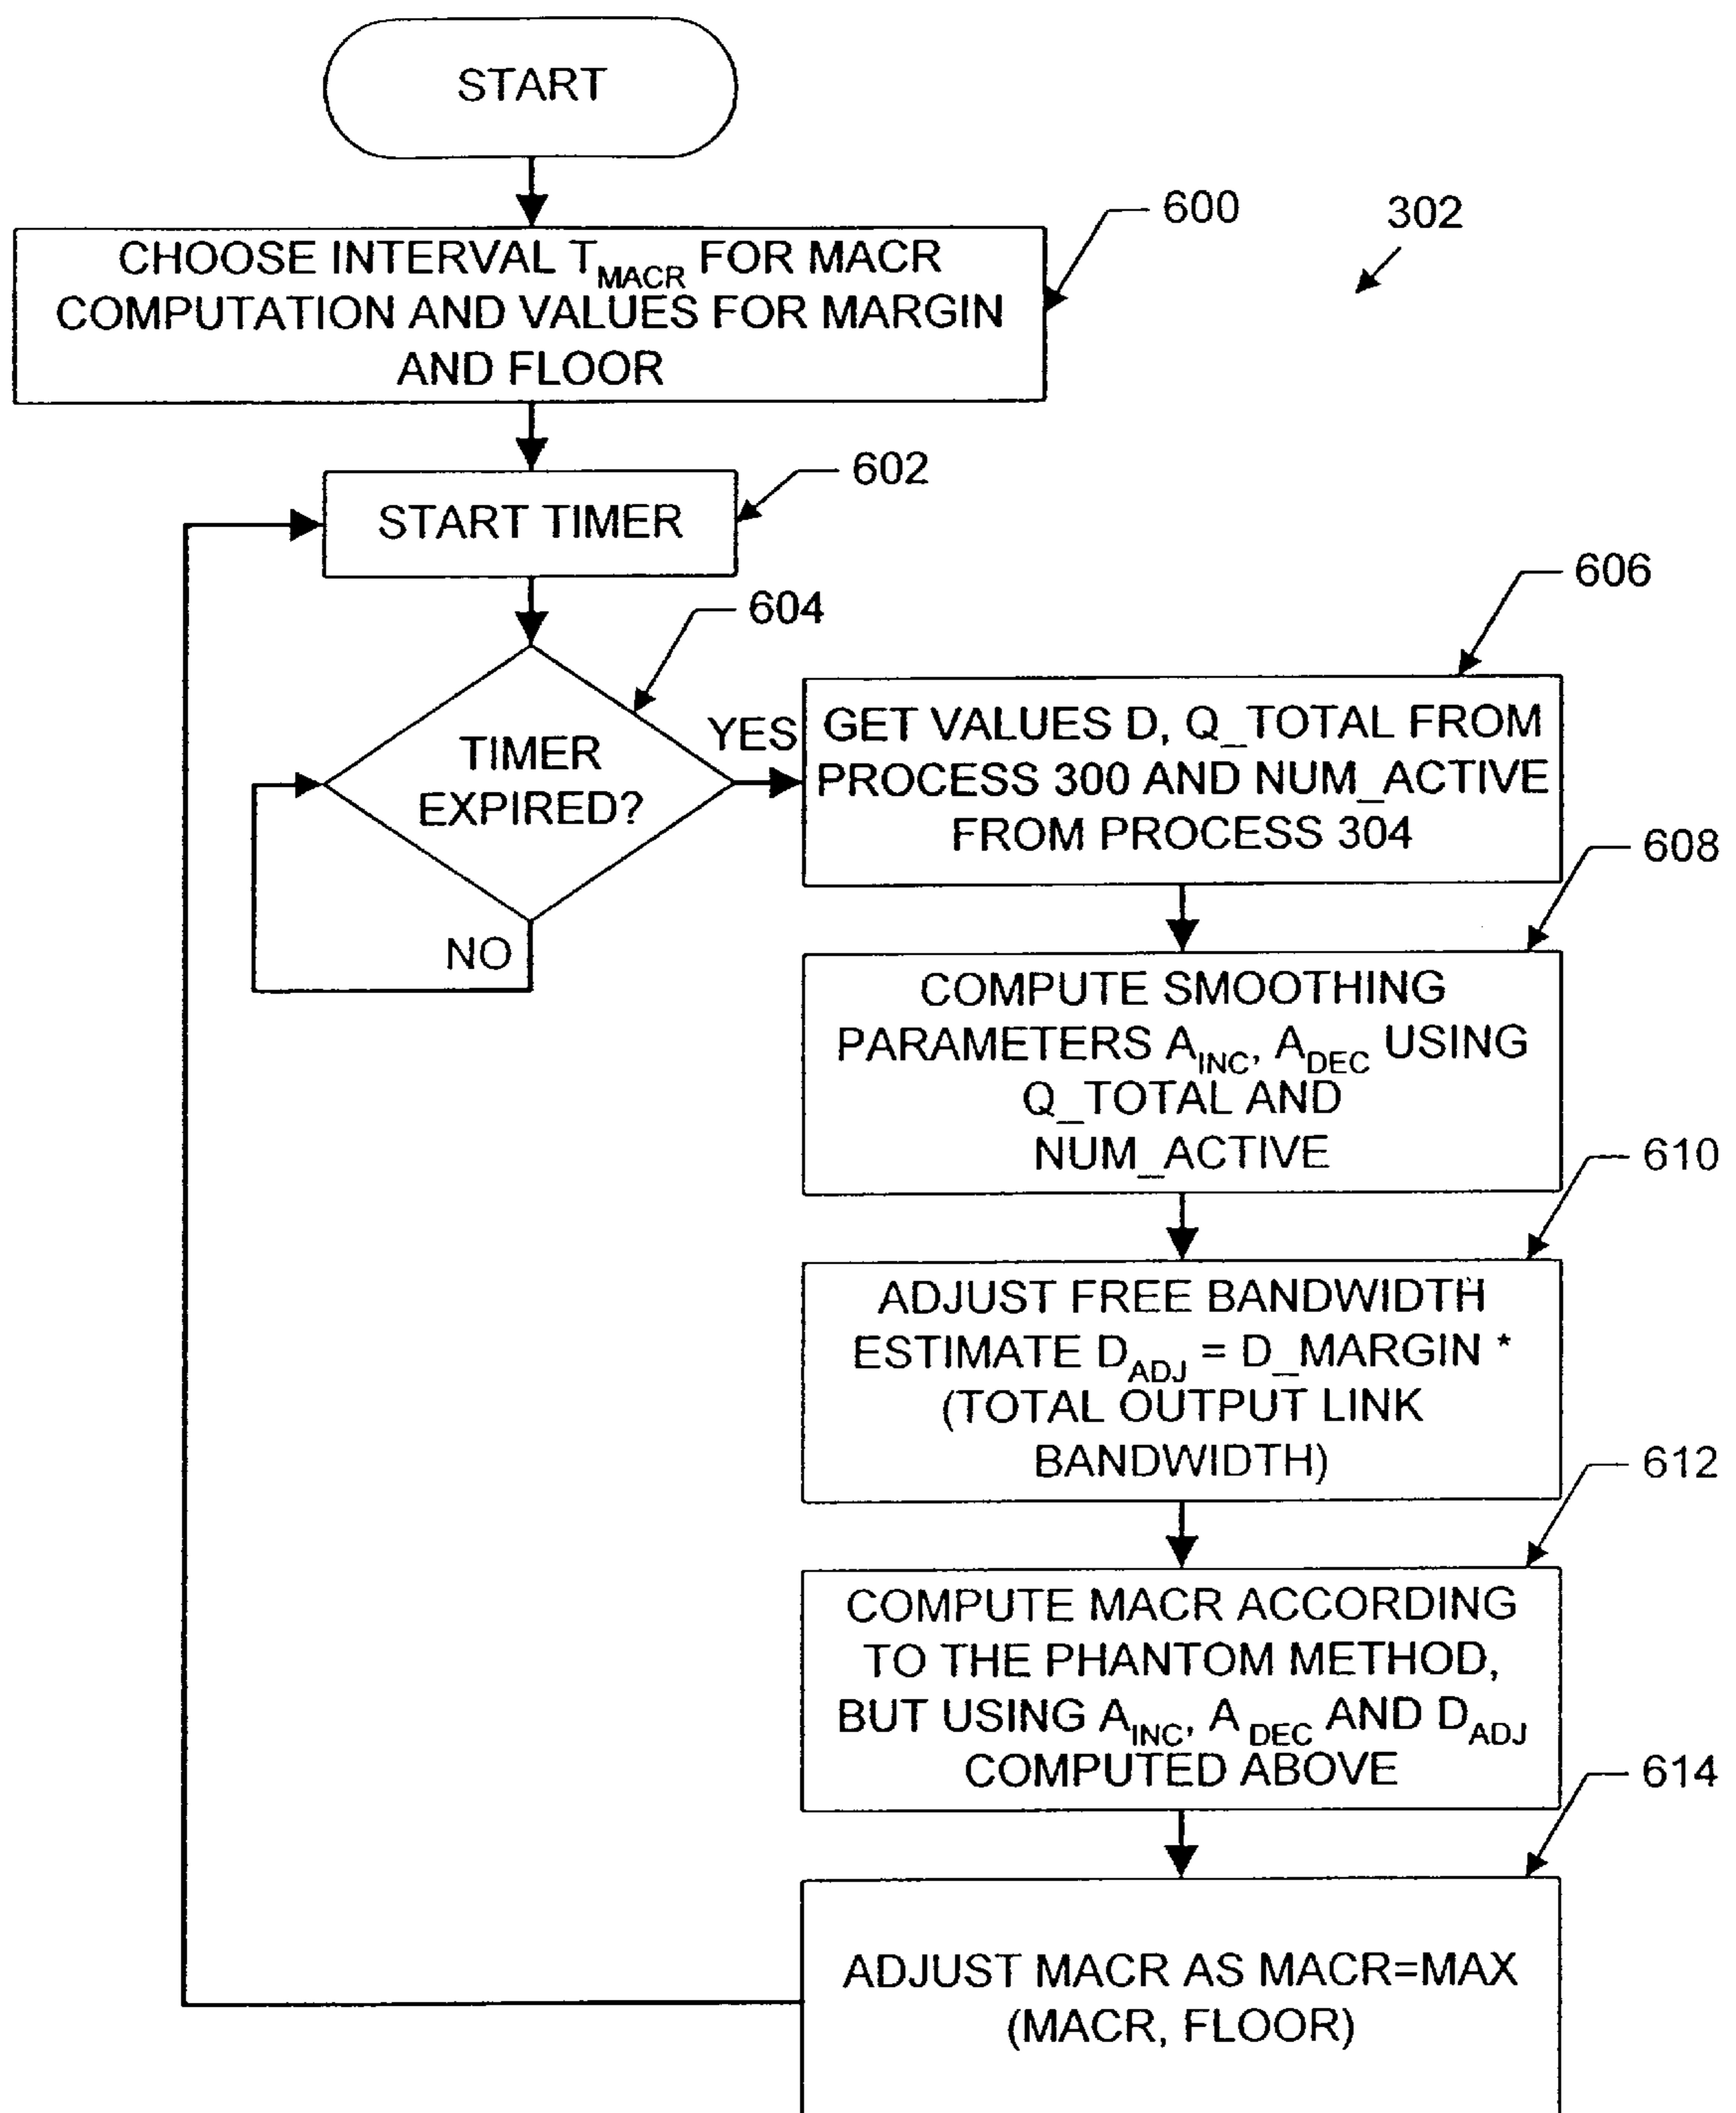 START
600
302
CHOOSE INTERVAL TMACR FOR MACR
COMPUTATION AND VALUES FOR MARGIN
AND FLOOR
602
START TIMER
604
606
TIMER
EXPIRED?
YES
NO
GET VALUES D, Q_TOTAL FROM
PROCESS 300 AND NUM_ACTIVE
FROM PROCESS 304
608
COMPUTE SMOOTHING
PARAMETERS AINC, ADEC USING
Q_TOTAL AND
NUM_ACTIVE
610
ADJUST FREE BANDWIDTH
ESTIMATE DADJ = D_MARGIN *
(TOTAL OUTPUT LINK
BANDWIDTH)
612
COMPUTE MACR ACCORDING
TO THE PHANTOM METHOD,
BUT USING AINC, ADEC AND DADJ
COMPUTED ABOVE
614
ADJUST MACR AS MACR=MAX
(MACR, FLOOR)